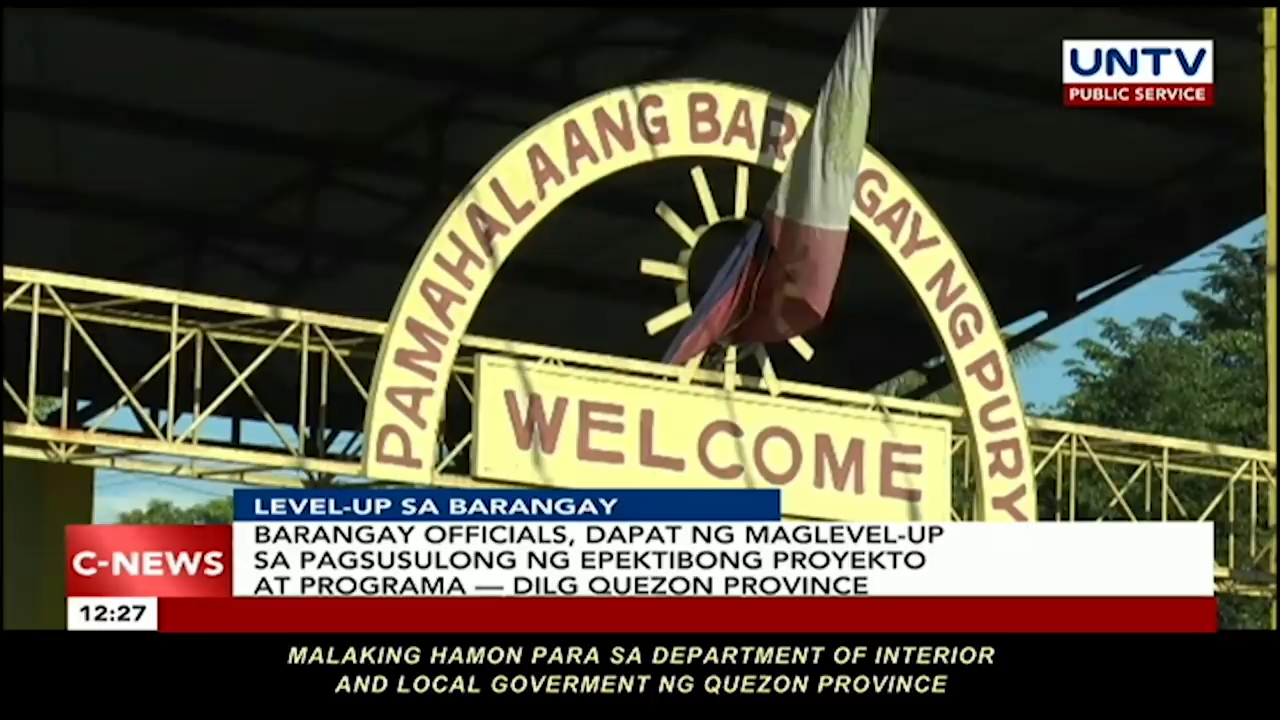 UNTV
PUBLIC SERVICE
PAMAHALAANG BARANGAY NG PURY
WELCOME
LEVEL-UP SA BARANGAY
BARANGAY OFFICIALS, DAPAT NG MAGLEVEL-UP
SA PAGSUSULONG NG EPEKTIBONG PROYEKTO
AT PROGRAMA — DILG QUEZON PROVINCE
C-NEWS
12:27
MALAKING HAMON PARA SA DEPARTMENT OF INTERIOR
AND LOCAL GOVERMENT NG QUEZON PROVINCE